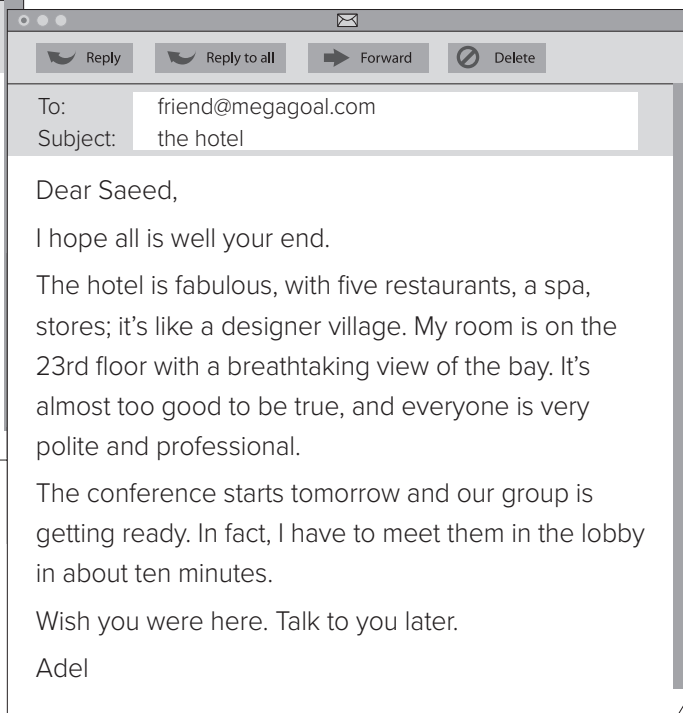 Reply Reply to all Forward Delete
To: friend@megagoal.com
Subject: the hotel
Dear Saeed,
I hope all is well your end.
The hotel is fabulous, with five restaurants, a spa,
stores; it's like a designer village. My room is on the
23rd floor with a breathtaking view of the bay. It's
almost too good to be true, and everyone is very
polite and professional.
The conference starts tomorrow and our group is
getting ready. In fact, I have to meet them in the lobby
in about ten minutes.
Wish you were here. Talk to you later.
Adel